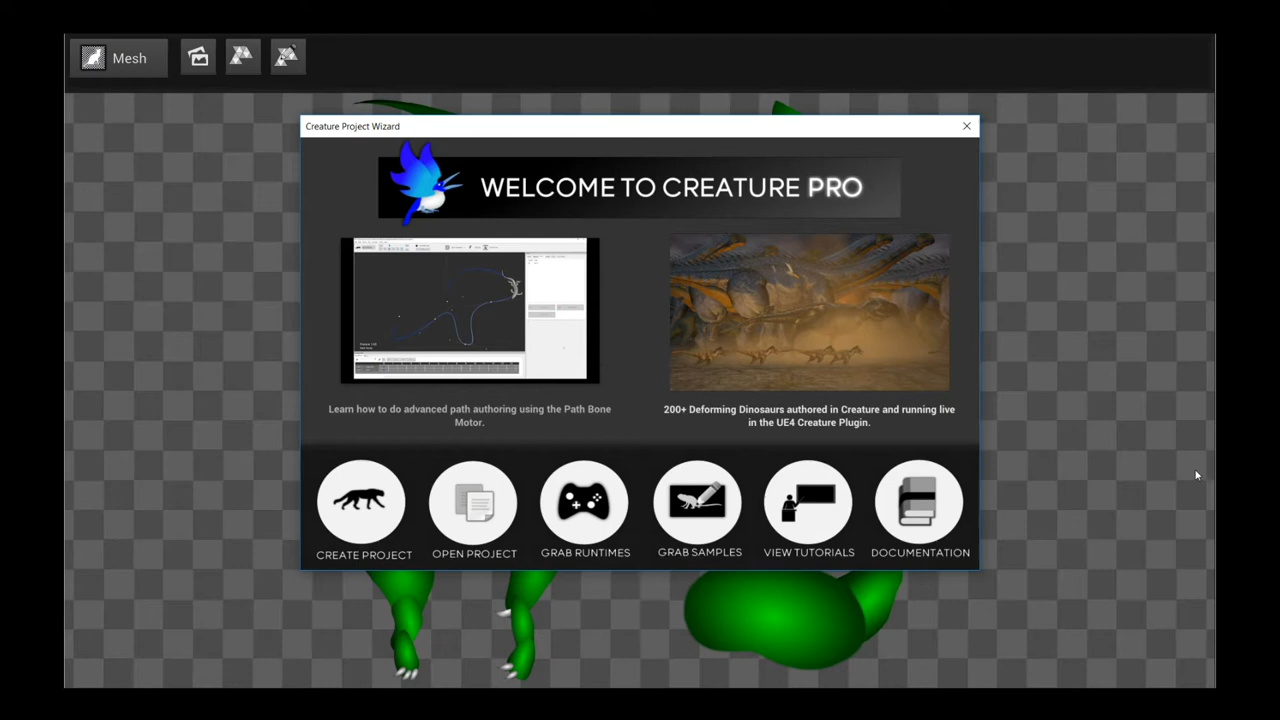 Mesh
Creature Project Wizard
WELCOME TO CREATURE PRO
Learn how to do advanced path authoring using the Path Bone
Motor.
200+ Deforming Dinosaurs authored in Creature and running live
in the UE4 Creature Plugin.
CREATE PROJECT
OPEN PROJECT
GRAB RUNTIMES
GRAB SAMPLES
VIEW TUTORIALS
DOCUMENTATION